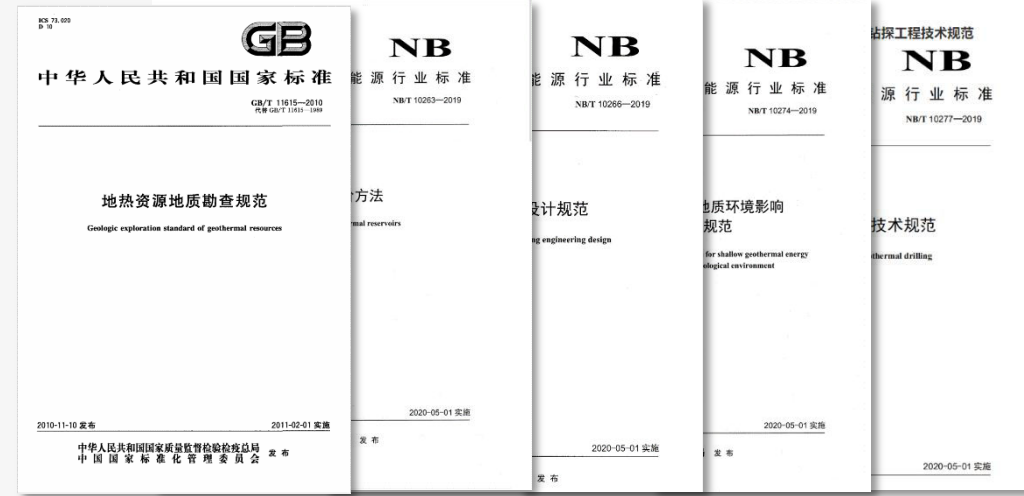 ICS 73.020
D 10
GB
中华人民共和国国家标准
GB/T 11615—2010
代替 GB/T 11615—1989
地热资源地质勘查规范
Geologic exploration standard of geothermal resources
2010-11-10 发布
2011-02-01 实施
中华人民共和国国家质量监督检验检疫总局
中国国家标准化管理委员会
发布
NB
能源行业标准
NB/T 10263—2019
方法
rmal reservoirs
2020-05-01 实施
发布
NB
能源行业标准
NB/T 10266—2019
设计规范
ng engineering design
2020-05-01 实施
发布
NB
能源行业标准
NB/T 10274—2019
地质环境影响
规范
for shallow geothermal energy
ological environment
2020-05-01 实施
发布
钻探工程技术规范
NB
源行业标准
NB/T 10277—2019
技术规范
othermal drilling
2020-05-01 实施